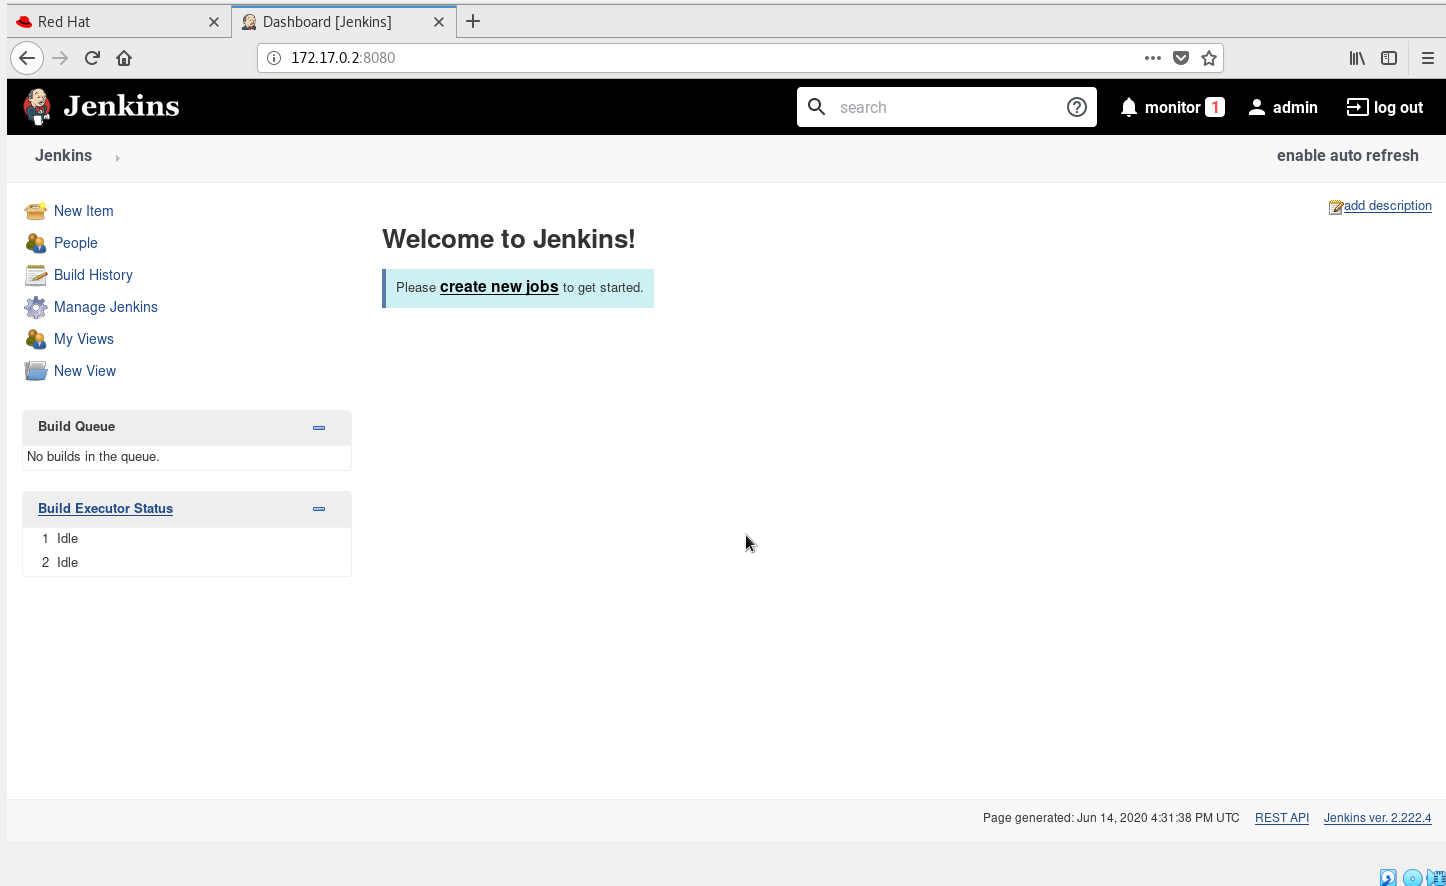 Red Hat
Dashboard [Jenkins]
172.17.0.2:8080
Jenkins
search
monitor 1
admin
log out
Jenkins
enable auto refresh
New Item
People
Build History
Manage Jenkins
My Views
New View
add description
Welcome to Jenkins!
Please create new jobs to get started.
Build Queue
No builds in the queue.
Build Executor Status
1 Idle
2 Idle
Page generated: Jun 14, 2020 4:31:38 PM UTC
REST API
Jenkins ver. 2.222.4